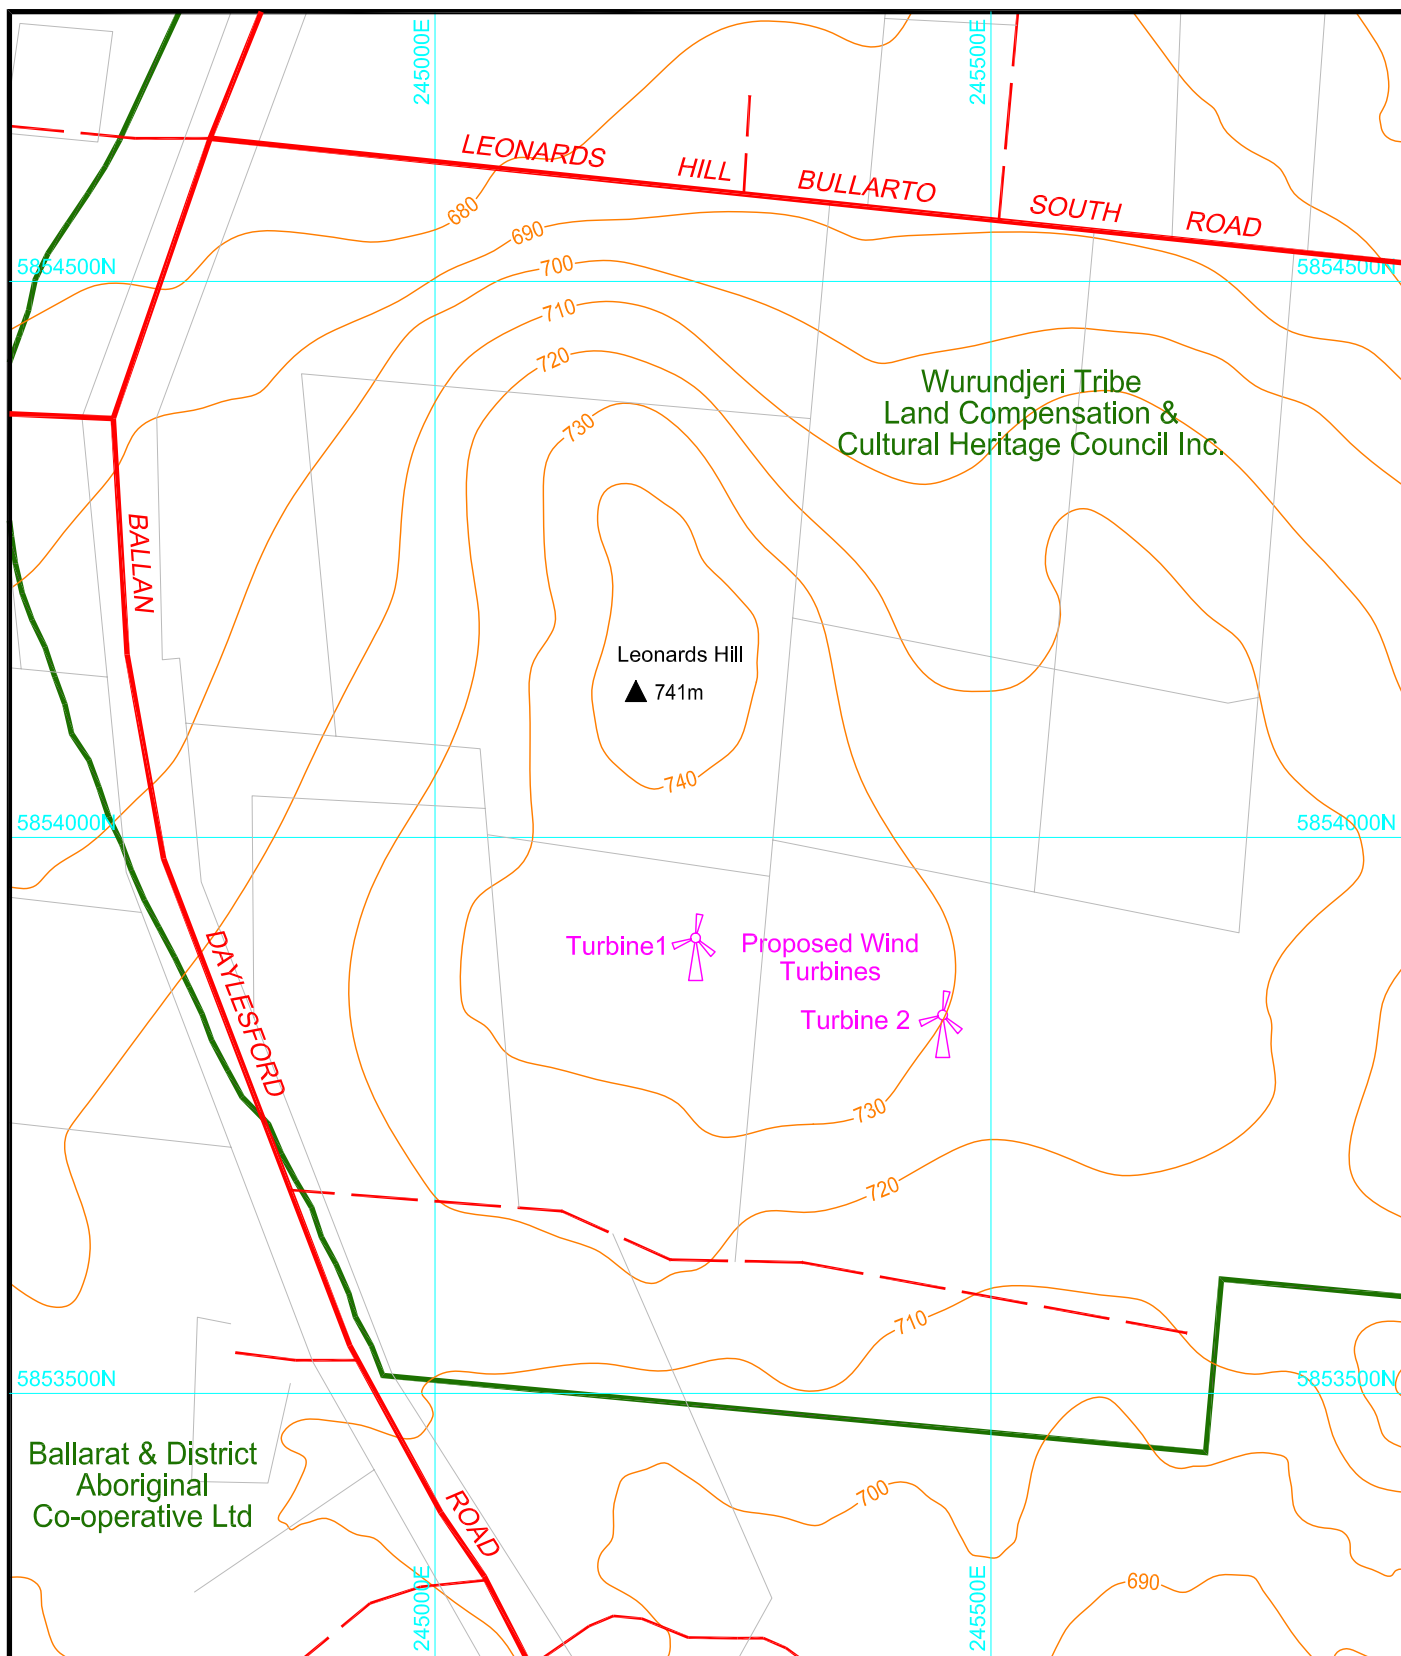 245000E
245500E
LEONARDS HILL BULLARTO SOUTH ROAD
680
690
5854500N
5854500N
700
710
720
Wurundjeri Tribe
Land Compensation &
Cultural Heritage Council Inc.
730
BALLAN
Leonards Hill
741m
740
5854000N
5854000N
Turbine1
Proposed Wind
Turbines
DAYLESFORD
Turbine 2
730
720
710
5853500N
5853500N
Ballarat & District
Aboriginal
Co-operative Ltd
700
ROAD
690
245000E
245500E